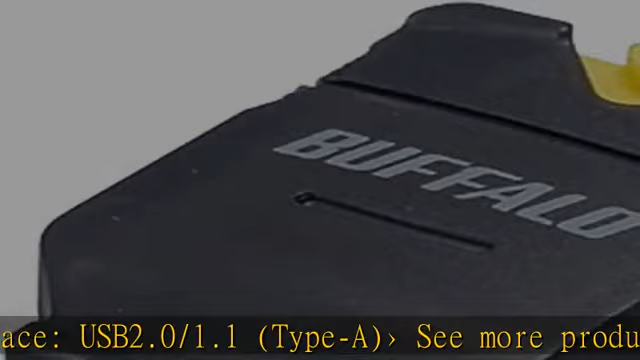 BUFFALO
ace: USB2.0/1.1 (Type-A)› See more produ